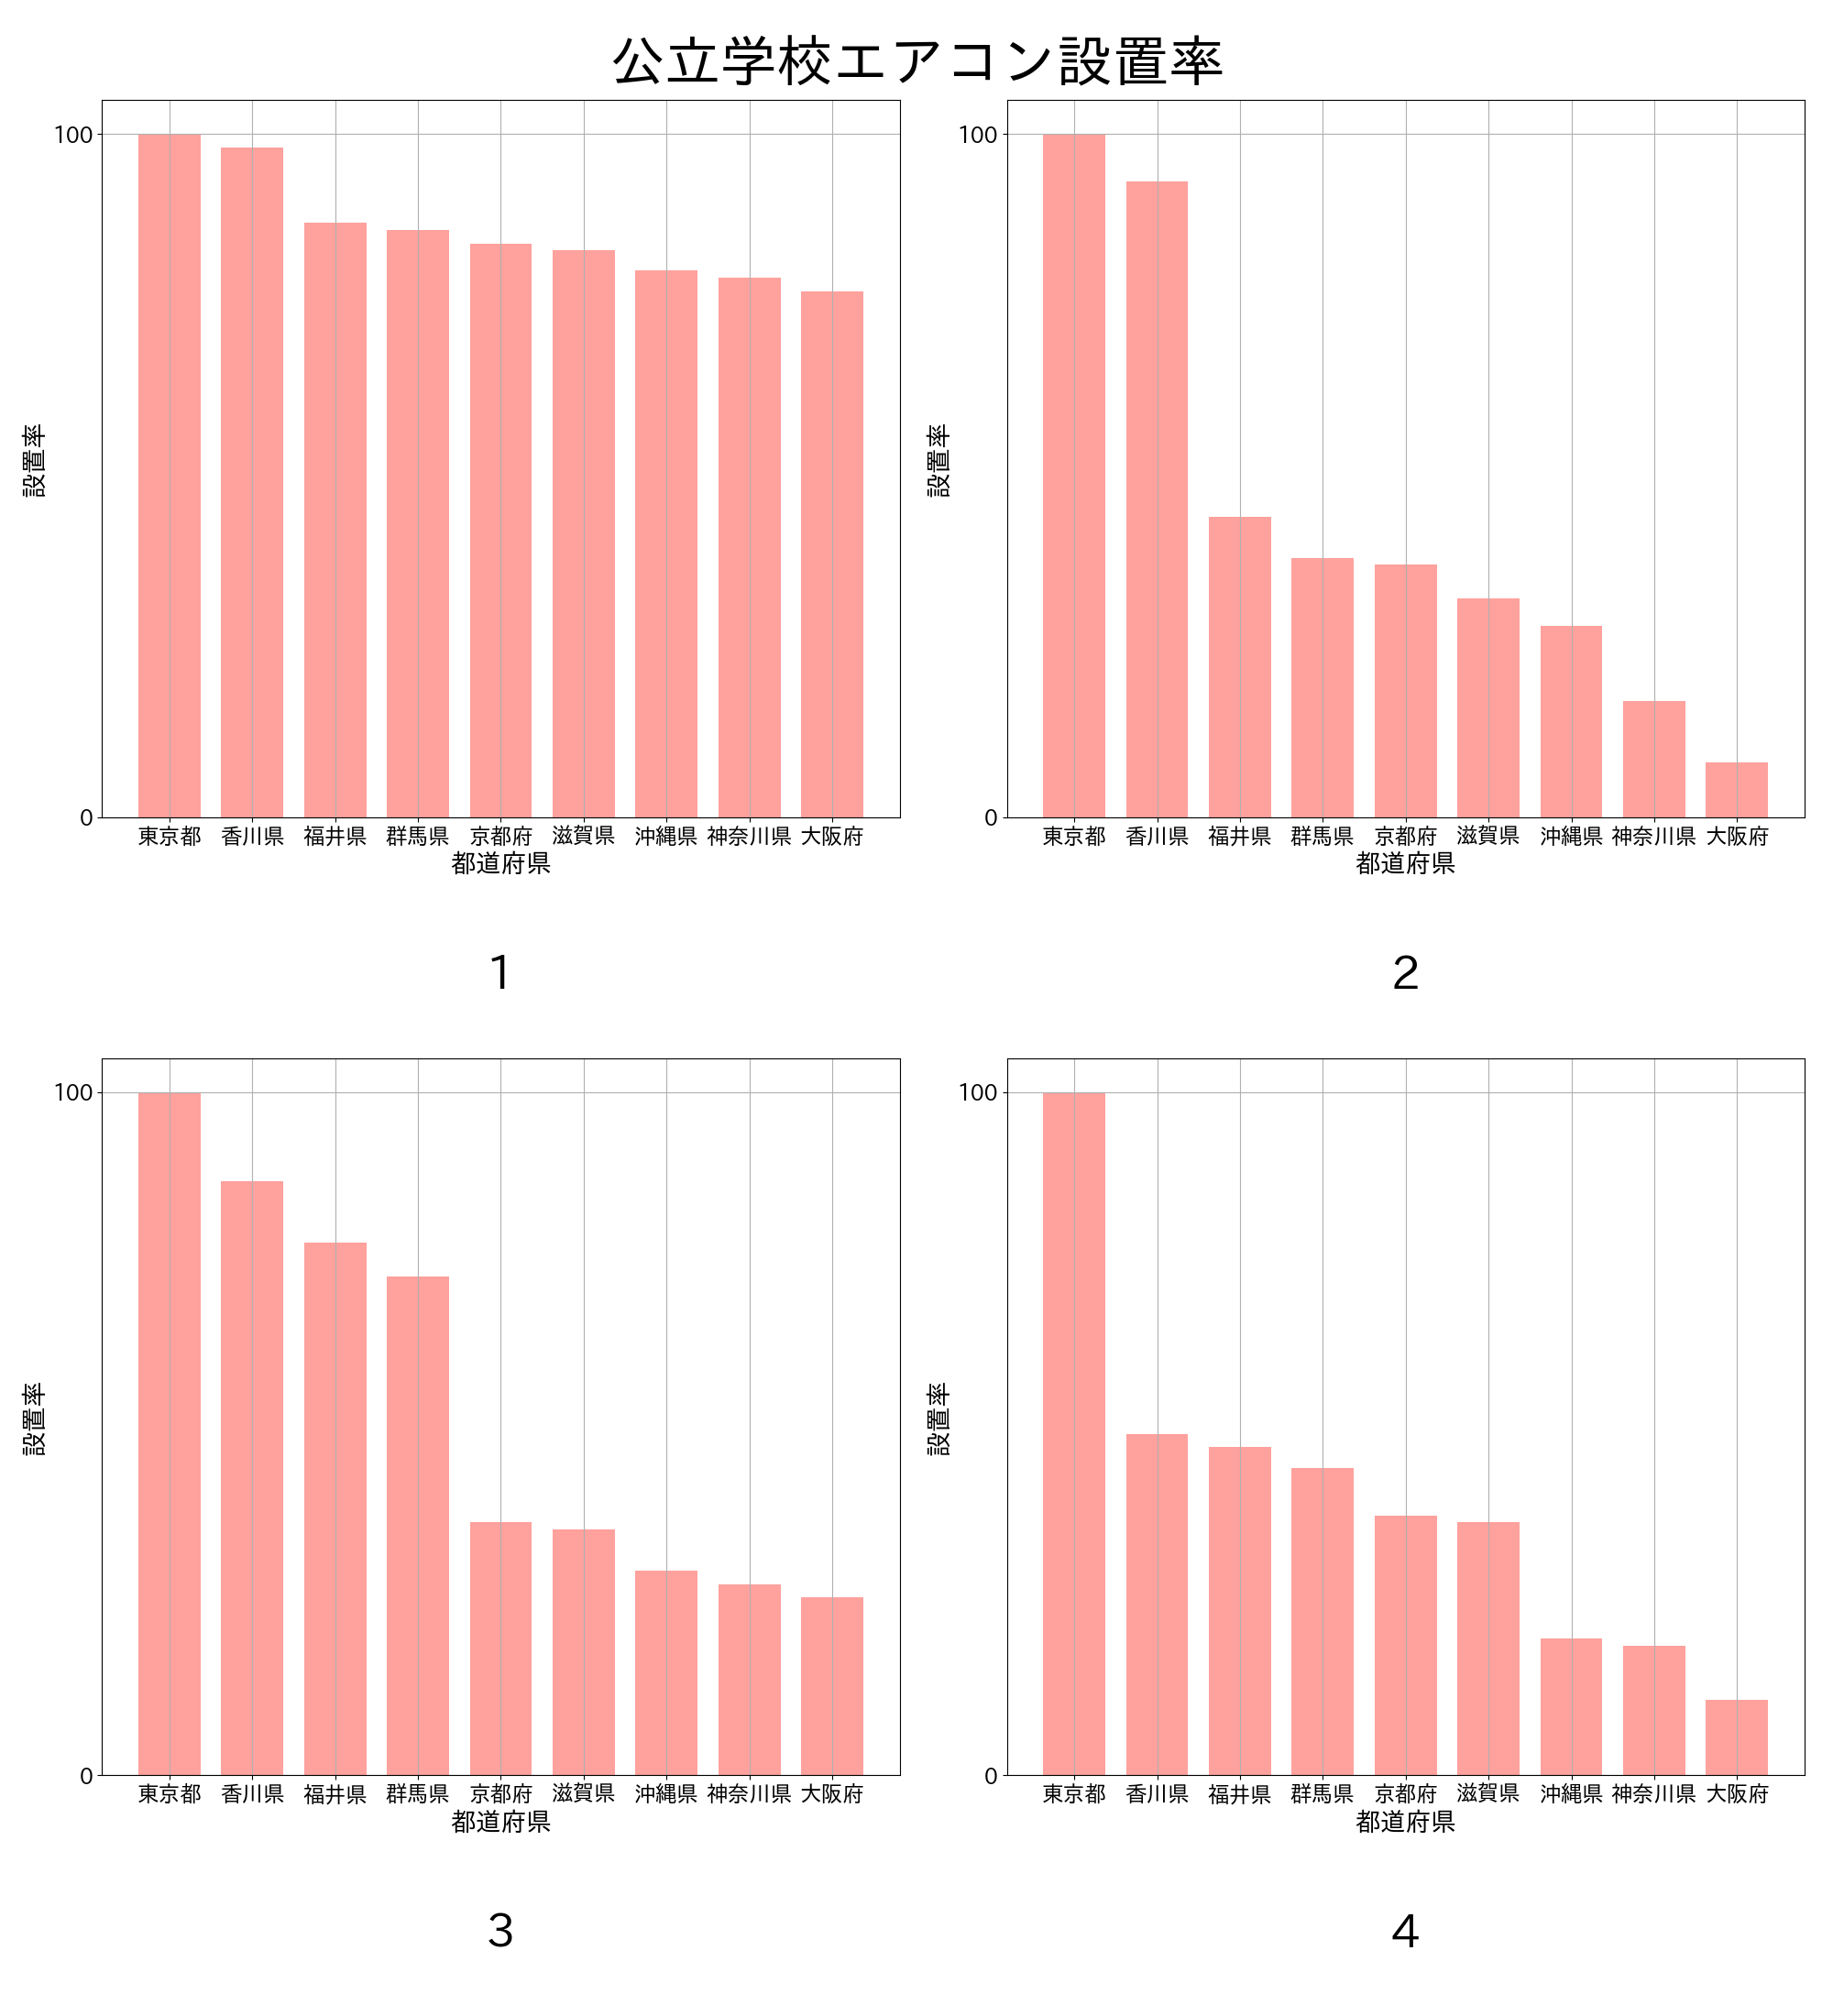 公立学校エアコン設置率
100
0
設置率
東京都 香川県 福井県 群馬県 京都府 滋賀県 沖縄県 神奈川県 大阪府
都道府県
1
100
0
設置率
東京都 香川県 福井県 群馬県 京都府 滋賀県 沖縄県 神奈川県 大阪府
都道府県
2
100
0
設置率
東京都 香川県 福井県 群馬県 京都府 滋賀県 沖縄県 神奈川県 大阪府
都道府県
3
100
0
設置率
東京都 香川県 福井県 群馬県 京都府 滋賀県 沖縄県 神奈川県 大阪府
都道府県
4